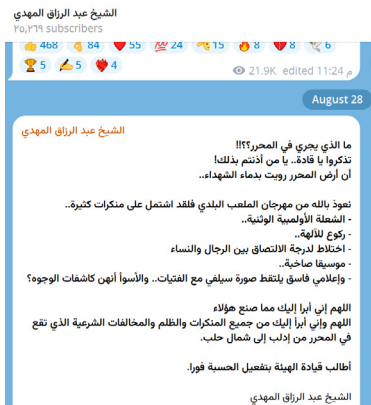 الشيخ عبد الرزاق المهدي
٢٥,٢٦٩ subscribers
468 84 55 24 15 8 8 6
5 5 4
21.9K edited 11:24 م
August 28
الشيخ عبد الرزاق المهدي
ما الذي يجري في المحرر؟؟!!
تذكروا يا قادة.. يا من أذنتم بذلك!
أن أرض المحرر رويت بدماء الشهداء..
نعوذ بالله من مهرجان الملعب البلدي فلقد اشتمل على منكرات كثيرة..
- الشعلة الأولمبية الوثنية..
- ركوع للآلهة..
- اختلاط لدرجة الالتصاق بين الرجال والنساء
- موسيقا صاخبة..
- وإعلامي فاسق يلتقط صورة سيلفي مع الفتيات.. والأسوأ أنهن كاشفات الوجوه؟
اللهم إني أبرا إليك مما صنع هؤلاء
اللهم وإني أبرأ إليك من جميع المنكرات والظلم والمخالفات الشرعية الذي تقع
في المحرر من إدلب إلى شمال حلب.
أطالب قيادة الهيئة بتفعيل الحسبة فورا.
الشيخ عبد الرزاق المهدي